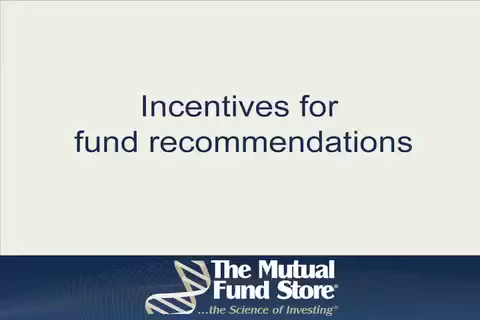 Incentives for
fund recommendations
The Mutual
Fund Store®
...the Science of Investing®